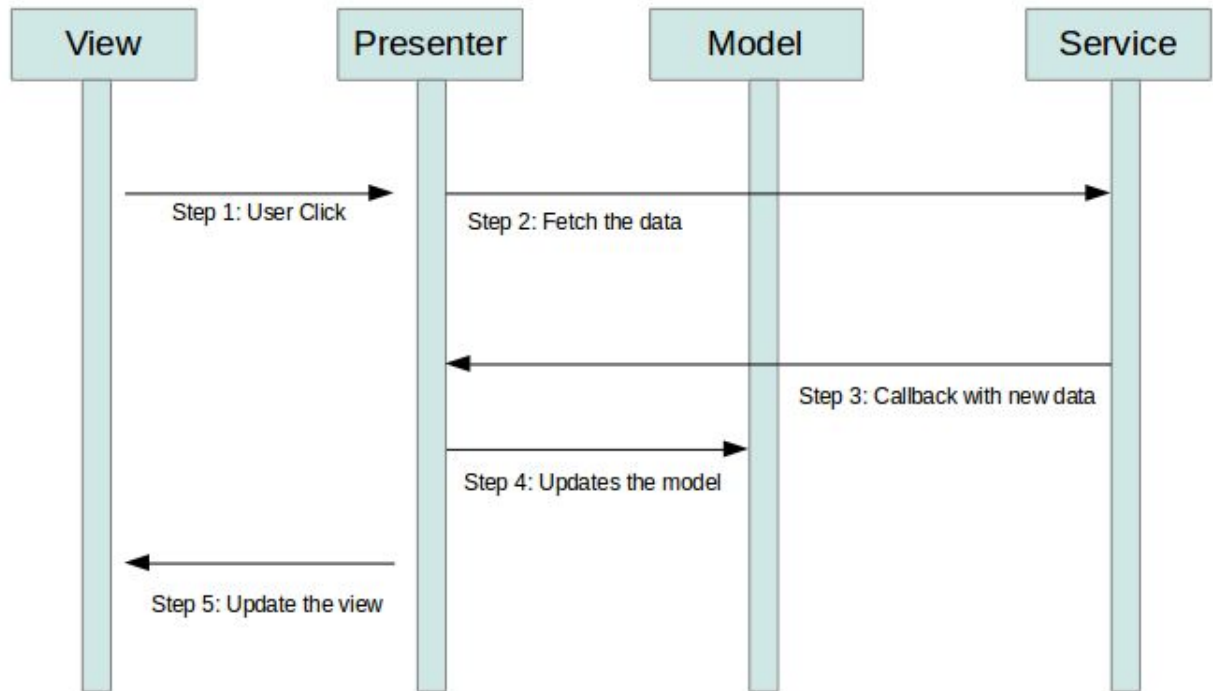 View
Presenter
Model
Service
Step 1: User Click
Step 2: Fetch the data
Step 3: Callback with new data
Step 4: Updates the model
Step 5: Update the view